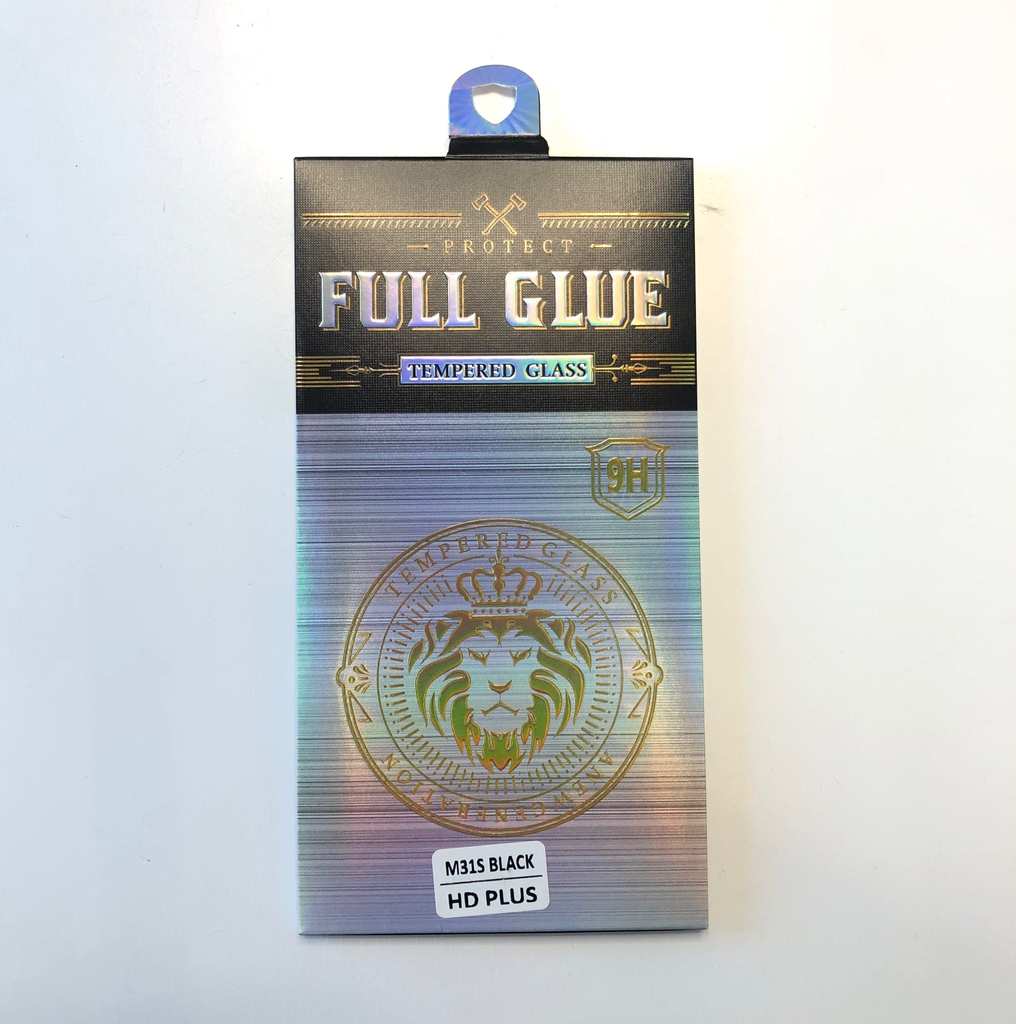 PROTECT
FULL GLUE
TEMPERED GLASS
9H
TEMPERED GLASS
A NEW GENERATION
M31S BLACK
HD PLUS